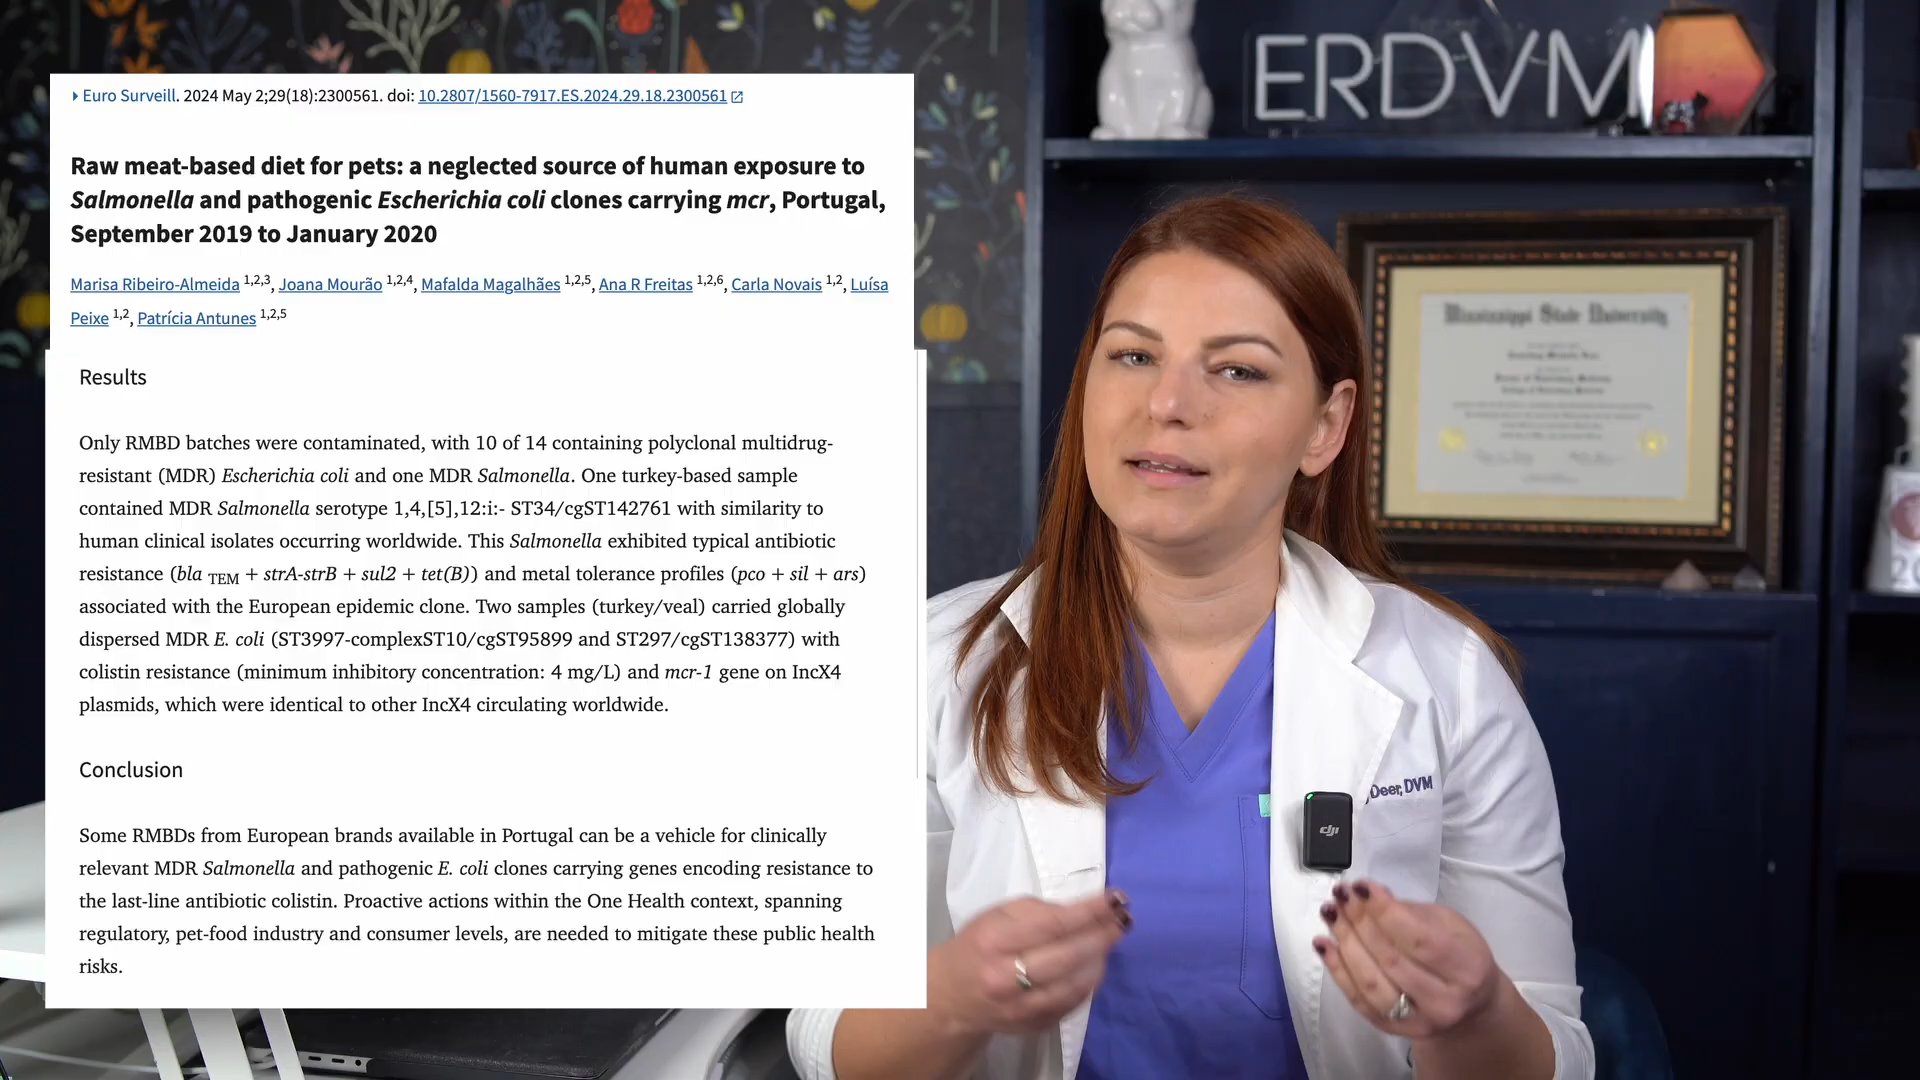 Euro Surveill. 2024 May 2;29(18):2300561. doi: 10.2807/1560-7917.ES.2024.29.18.2300561
Raw meat-based diet for pets: a neglected source of human exposure to
Salmonella and pathogenic Escherichia coli clones carrying mcr, Portugal,
September 2019 to January 2020
Marisa Ribeiro-Almeida 1,2,3, Joana Mourão 1,2,4, Mafalda Magalhães 1,2,5, Ana R Freitas 1,2,6, Carla Novais 1,2, Luísa
Peixe 1,2, Patrícia Antunes 1,2,5
Results
Only RMBD batches were contaminated, with 10 of 14 containing polyclonal multidrug-
resistant (MDR) Escherichia coli and one MDR Salmonella. One turkey-based sample
contained MDR Salmonella serotype 1,4,[5],12:i:- ST34/cgST142761 with similarity to
human clinical isolates occurring worldwide. This Salmonella exhibited typical antibiotic
resistance (bla TEM + strA-strB + sul2 + tet(B)) and metal tolerance profiles (pco + sil + ars)
associated with the European epidemic clone. Two samples (turkey/veal) carried globally
dispersed MDR E. coli (ST3997-complexST10/cgST95899 and ST297/cgST138377) with
colistin resistance (minimum inhibitory concentration: 4 mg/L) and mcr-1 gene on IncX4
plasmids, which were identical to other IncX4 circulating worldwide.
Conclusion
Some RMBDs from European brands available in Portugal can be a vehicle for clinically
relevant MDR Salmonella and pathogenic E. coli clones carrying genes encoding resistance to
the last-line antibiotic colistin. Proactive actions within the One Health context, spanning
regulatory, pet-food industry and consumer levels, are needed to mitigate these public health
risks.
ERDVM
Mississippi State University
Deer, DVM
dji
20